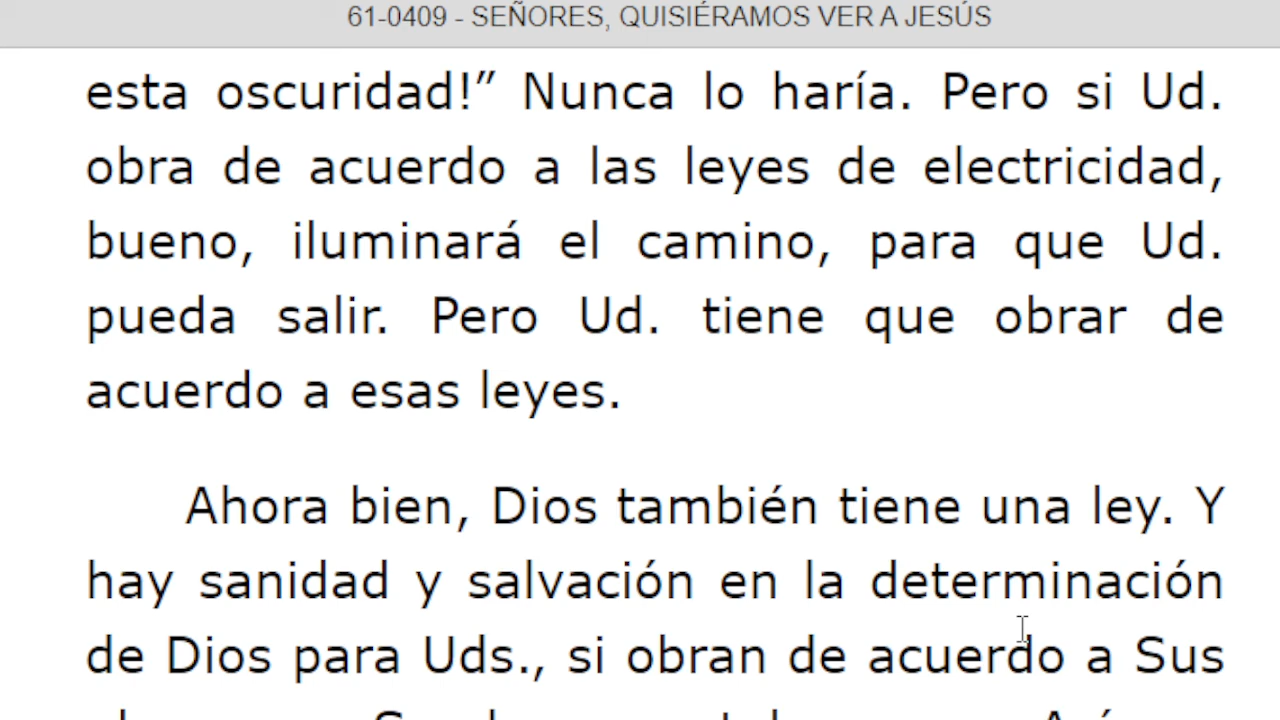 61-0409 - SEÑORES, QUISIÉRAMOS VER A JESÚS
esta oscuridad!” Nunca lo haría. Pero si Ud.
obra de acuerdo a las leyes de electricidad,
bueno, iluminará el camino, para que Ud.
pueda salir. Pero Ud. tiene que obrar de
acuerdo a esas leyes.
Ahora bien, Dios también tiene una ley. Y
hay sanidad y salvación en la determinación
de Dios para Uds., si obran de acuerdo a Sus